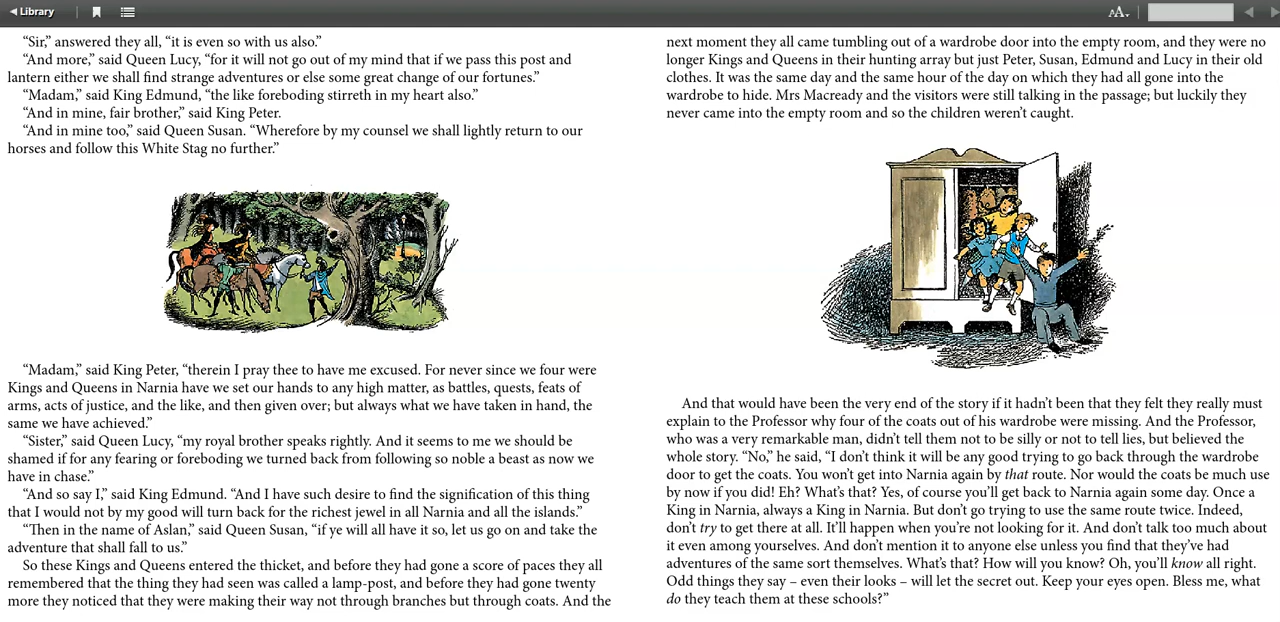 Library
AA
“Sir,” answered they all, “it is even so with us also.”
“And more,” said Queen Lucy, “for it will not go out of my mind that if we pass this post and
lantern either we shall find strange adventures or else some great change of our fortunes.”
“Madam,” said King Edmund, “the like foreboding stirreth in my heart also.”
“And in mine, fair brother,” said King Peter.
“And in mine too,” said Queen Susan. “Wherefore by my counsel we shall lightly return to our
horses and follow this White Stag no further.”
“Madam,” said King Peter, “therein I pray thee to have me excused. For never since we four were
Kings and Queens in Narnia have we set our hands to any high matter, as battles, quests, feats of
arms, acts of justice, and the like, and then given over; but always what we have taken in hand, the
same we have achieved.”
“Sister,” said Queen Lucy, “my royal brother speaks rightly. And it seems to me we should be
shamed if for any fearing or foreboding we turned back from following so noble a beast as now we
have in chase.”
“And so say I,” said King Edmund. “And I have such desire to find the signification of this thing
that I would not by my good will turn back for the richest jewel in all Narnia and all the islands.”
“Then in the name of Aslan,” said Queen Susan, “if ye will all have it so, let us go on and take the
adventure that shall fall to us.”
So these Kings and Queens entered the thicket, and before they had gone a score of paces they all
remembered that the thing they had seen was called a lamp-post, and before they had gone twenty
more they noticed that they were making their way not through branches but through coats. And the
next moment they all came tumbling out of a wardrobe door into the empty room, and they were no
longer Kings and Queens in their hunting array but just Peter, Susan, Edmund and Lucy in their old
clothes. It was the same day and the same hour of the day on which they had all gone into the
wardrobe to hide. Mrs Macready and the visitors were still talking in the passage; but luckily they
never came into the empty room and so the children weren’t caught.
And that would have been the very end of the story if it hadn’t been that they felt they really must
explain to the Professor why four of the coats out of his wardrobe were missing. And the Professor,
who was a very remarkable man, didn’t tell them not to be silly or not to tell lies, but believed the
whole story. “No,” he said, “I don’t think it will be any good trying to go back through the wardrobe
door to get the coats. You won’t get into Narnia again by that route. Nor would the coats be much use
by now if you did! Eh? What’s that? Yes, of course you’ll get back to Narnia again some day. Once a
King in Narnia, always a King in Narnia. But don’t go trying to use the same route twice. Indeed,
don’t try to get there at all. It’ll happen when you’re not looking for it. And don’t talk too much about
it even among yourselves. And don’t mention it to anyone else unless you find that they’ve had
adventures of the same sort themselves. What’s that? How will you know? Oh, you’ll know all right.
Odd things they say – even their looks – will let the secret out. Keep your eyes open. Bless me, what
do they teach them at these schools?”